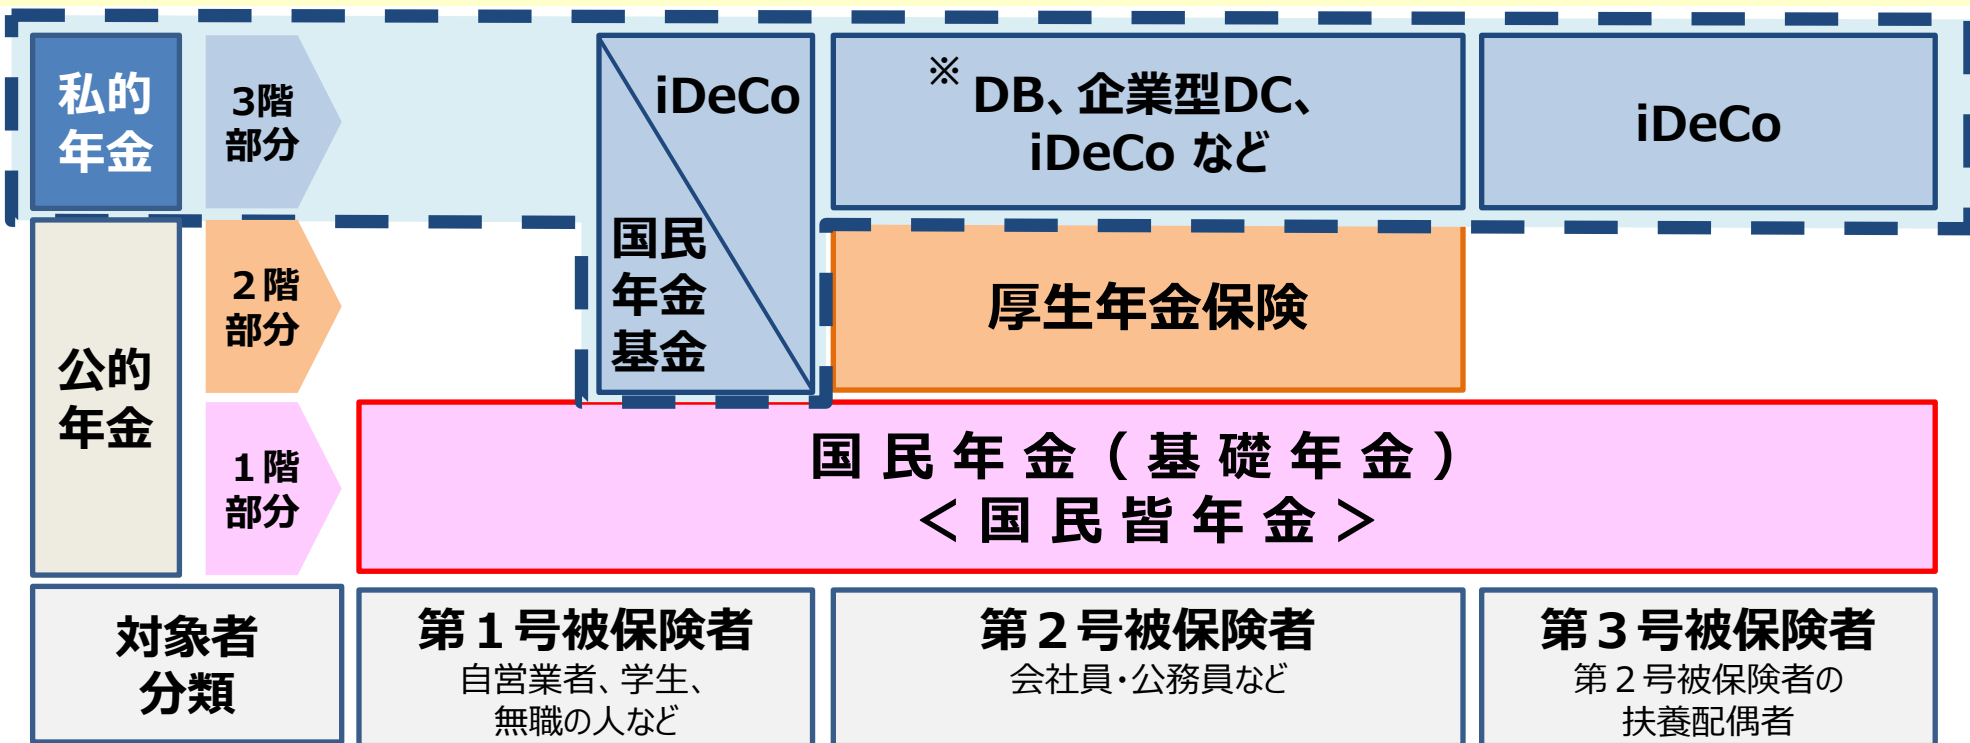 私的
年金
3階
部分
iDeCo
国民
年金
基金
※ DB、企業型DC、
iDeCo など
iDeCo
公的
年金
２階
部分
厚生年金保険
１階
部分
国民年金（基礎年金）
＜国民皆年金＞
対象者
分類
第１号被保険者
自営業者、学生、
無職の人など
第２号被保険者
会社員・公務員など
第３号被保険者
第２号被保険者の
扶養配偶者